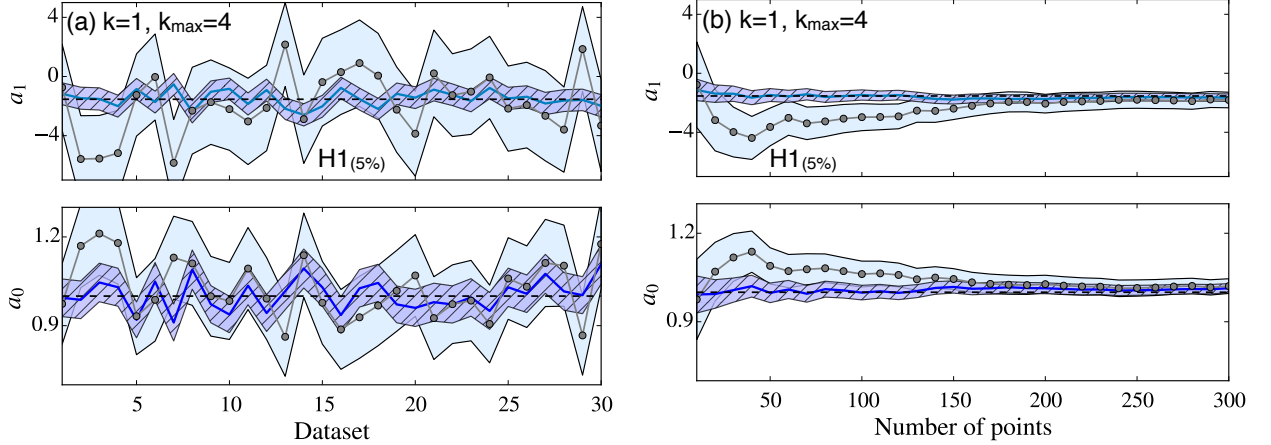 (a) k=1, kmax=4
4
0
−4
a1
H1(5%)
1.2
0.9
a0
5 10 15 20 25 30
Dataset
(b) k=1, kmax=4
4
0
−4
a1
H1(5%)
1.2
0.9
a0
50 100 150 200 250 300
Number of points